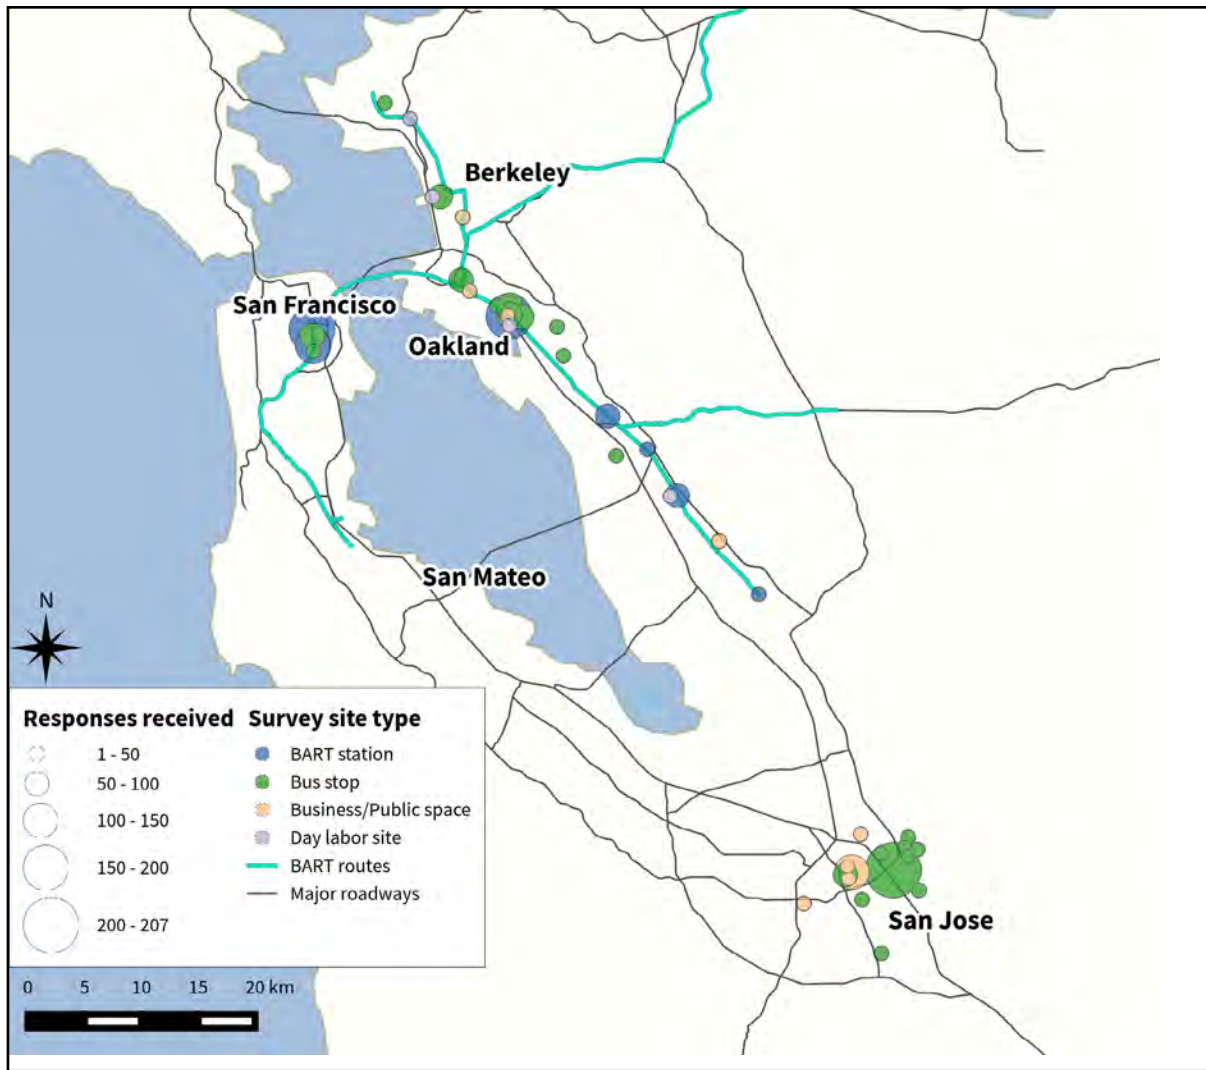 Berkeley
San Francisco
Oakland
San Mateo
N
Responses received
1 - 50
50 - 100
100 - 150
150 - 200
200 - 207
Survey site type
BART station
Bus stop
Business/Public space
Day labor site
BART routes
Major roadways
San Jose
0 5 10 15 20 km